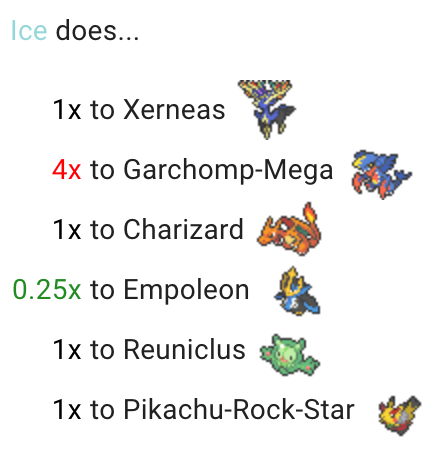 Ice does...
1x to Xerneas
4x to Garchomp-Mega
1x to Charizard
0.25x to Empoleon
1x to Reuniclus
1x to Pikachu-Rock-Star